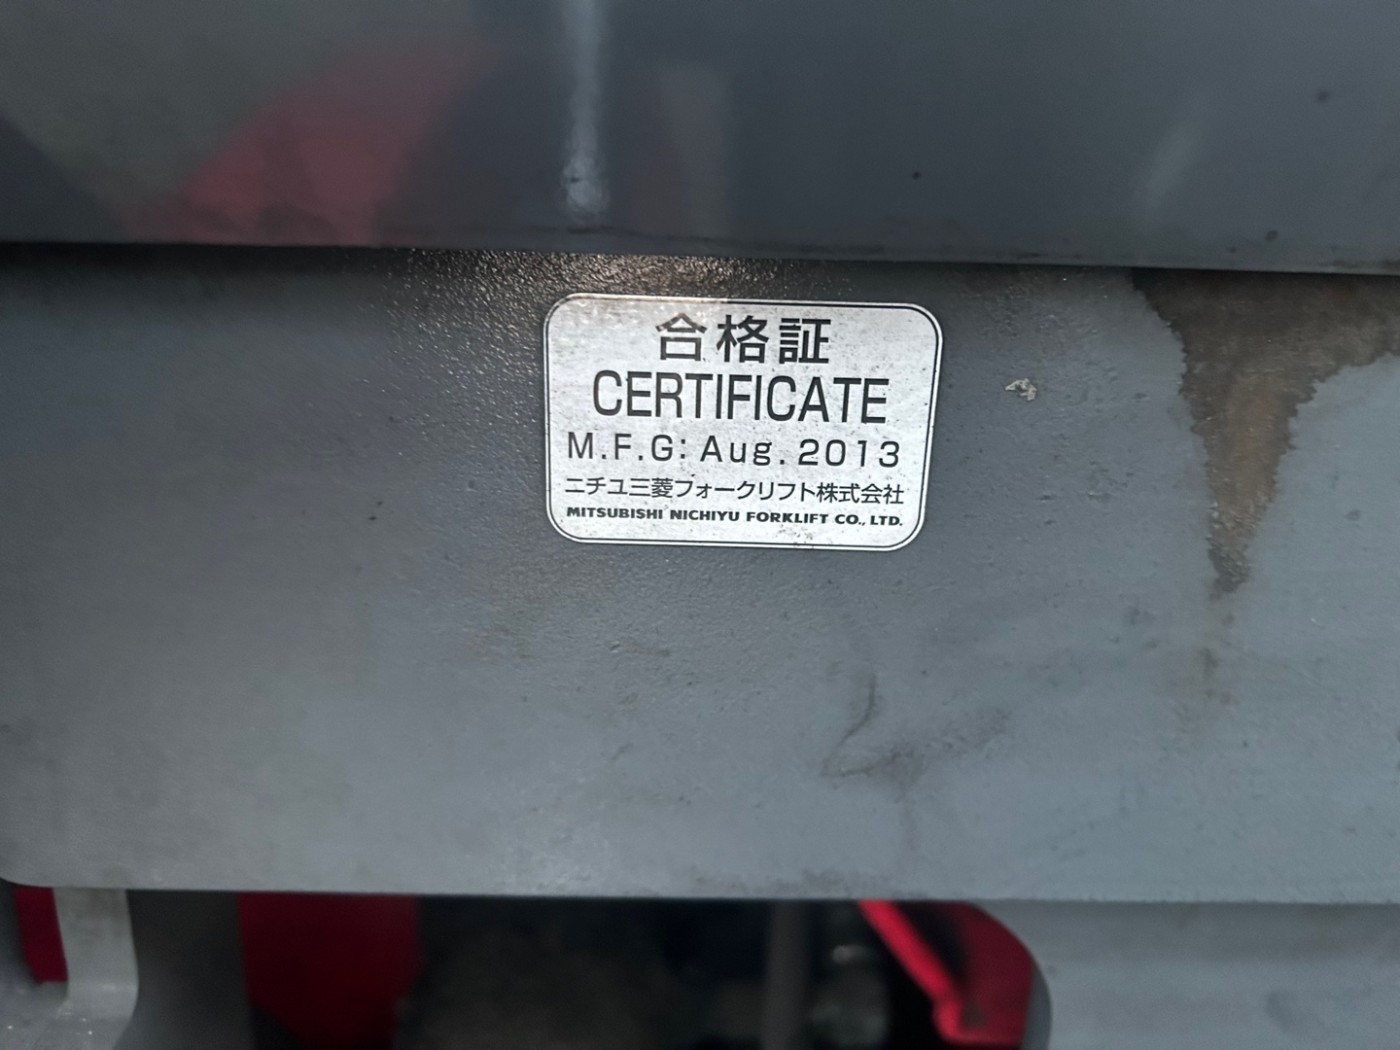 合格証
CERTIFICATE
M.F.G: Aug. 2013
ニチユ三菱フォークリフト株式会社
MITSUBISHI NICHIYU FORKLIFT CO., LTD.